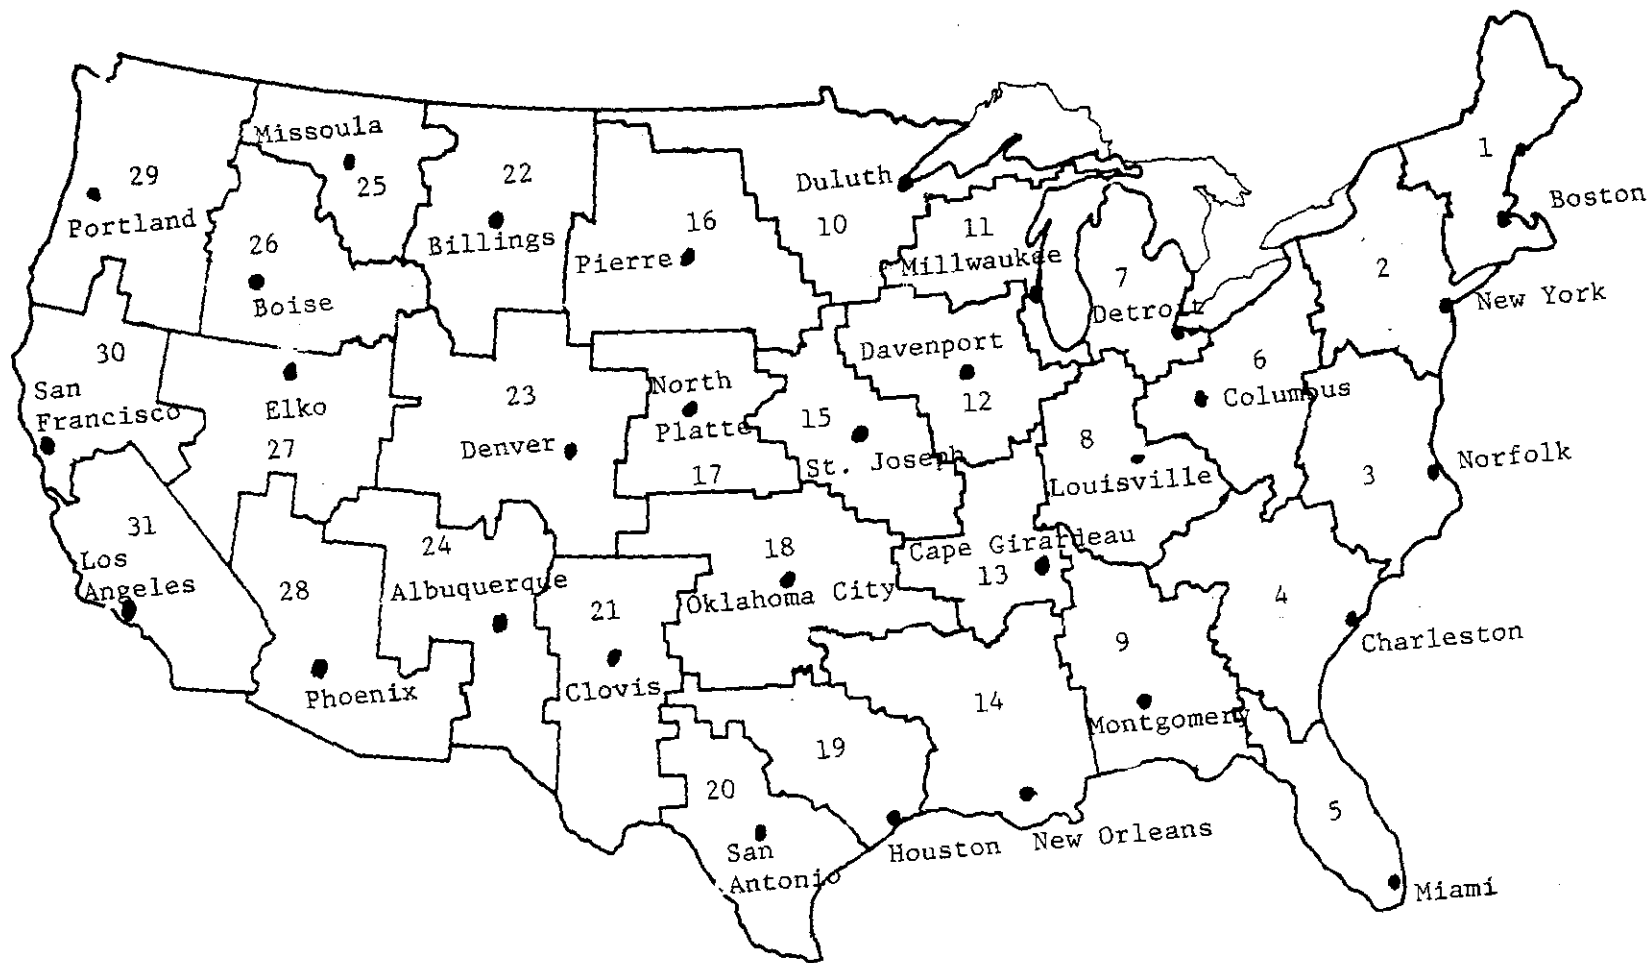 1
Missoula
29
25
22
Duluth
Boston
Portland
16
10
11
26
Billings
Pierre
Millwaukee
7
2
Boise
Detroit
New York
30
Davenport
6
San
Francisco
Elko
23
North
Platte
15
12
Columbus
27
Denver
17
St. Joseph
8
Louisville
3
Norfolk
31
Los
Angeles
24
18
Cape Girardeau
13
28
Albuquerque
21
Oklahoma City
4
Charleston
9
Phoenix
Clovis
14
Montgomery
19
20
5
San
Antonio
Houston
New Orleans
Miami